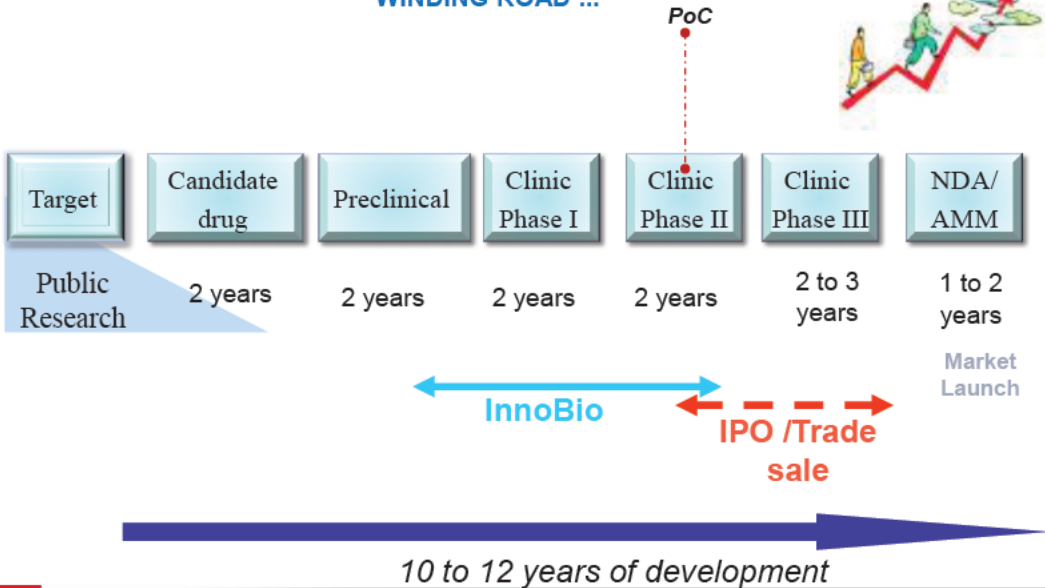 WINDING ROAD ...
PoC
Target
Candidate
drug
Preclinical
Clinic
Phase I
Clinic
Phase II
Clinic
Phase III
NDA/
AMM
Public
Research
2 years
2 years
2 years
2 years
2 to 3
years
1 to 2
years
Market
Launch
InnoBio
IPO /Trade
sale
10 to 12 years of development